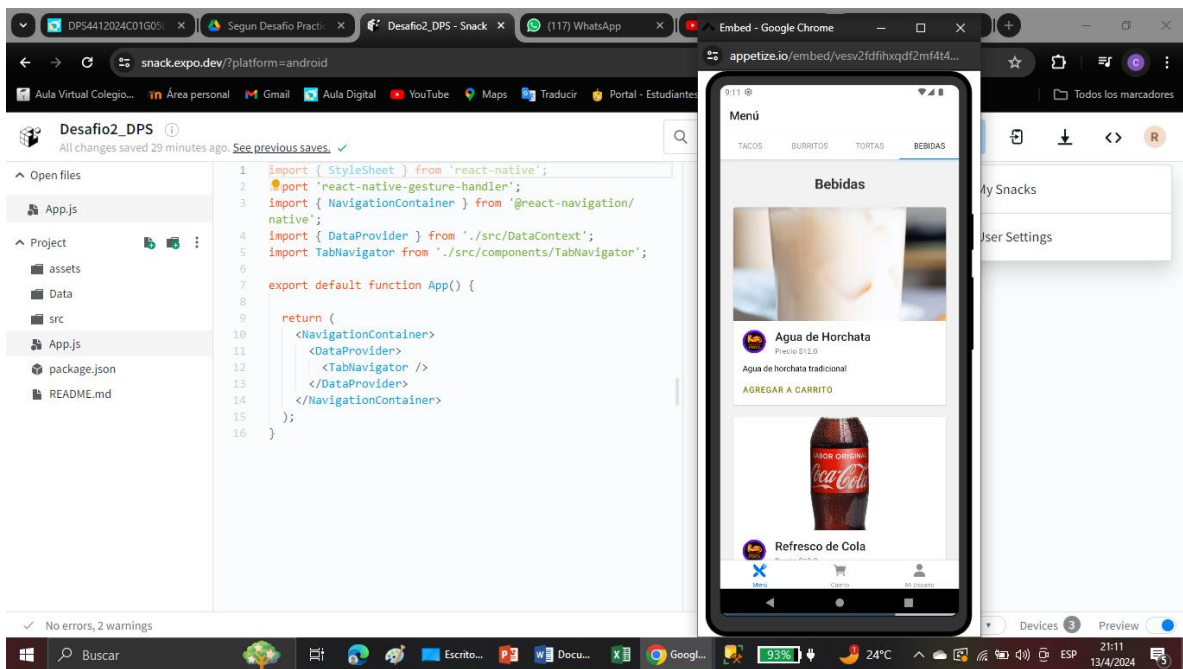 DPS4412024C01G05L
Segun Desafio Practic
Desafio2_DPS - Snack
(117) WhatsApp
snack.expo.dev/?platform=android
Aula Virtual Colegio...
Área personal
Gmail
Aula Digital
YouTube
Maps
Traducir
Portal - Estudiantes
Todos los marcadores
Desafio2_DPS
All changes saved 29 minutes ago. See previous saves.
R
Open files
App.js
Project
assets
Data
src
App.js
package.json
README.md
1 import { StyleSheet } from 'react-native';
2 port 'react-native-gesture-handler';
3 import { NavigationContainer } from '@react-navigation/
native';
4 import { DataProvider } from './src/DataContext';
5 import TabNavigator from './src/components/TabNavigator';
6
7 export default function App() {
8
9 return (
10 <NavigationContainer>
11 <DataProvider>
12 <TabNavigator />
13 </DataProvider>
14 </NavigationContainer>
15 );
16 }
My Snacks
User Settings
Embed - Google Chrome
appetize.io/embed/vesv2fdfihxqdf2mf4t4...
9:11
Menú
TACOS BURRITOS TORTAS BEBIDAS
Bebidas
Agua de Horchata
Precio $12.0
Agua de horchata tradicional
AGREGAR A CARRITO
SABOR ORIGINAL
Coca-Cola
Refresco de Cola
Menú Carrito Mi Usuario
No errors, 2 warnings
Devices 3 Preview
Buscar
Escrito...
Docu...
Googl...
93%
24°C
ESP
21:11
13/4/2024